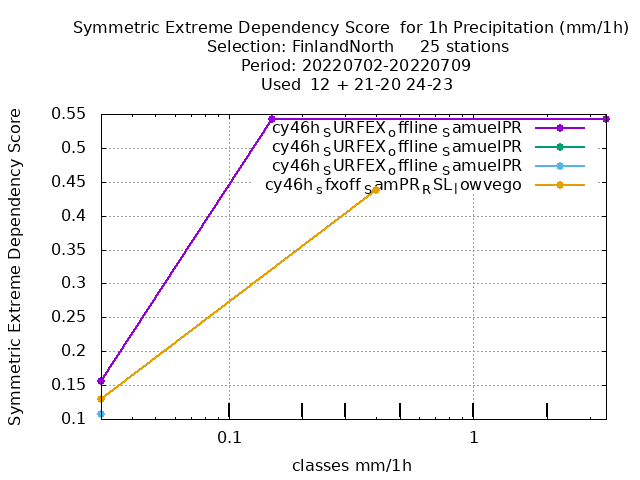 Symmetric Extreme Dependency Score for 1h Precipitation (mm/1h)
Selection: FinlandNorth 25 stations
Period: 20220702-20220709
Used 12 + 21-20 24-23
Symmetric Extreme Dependency Score
0.55
0.5
0.45
0.4
0.35
0.3
0.25
0.2
0.15
0.1
cy46h_SURFEX_offline_SamuelPR
cy46h_SURFEX_offline_SamuelPR
cy46h_SURFEX_offline_SamuelPR
cy46h_sfxoff_SamPR_RSL_lowvego
0.1 1
classes mm/1h